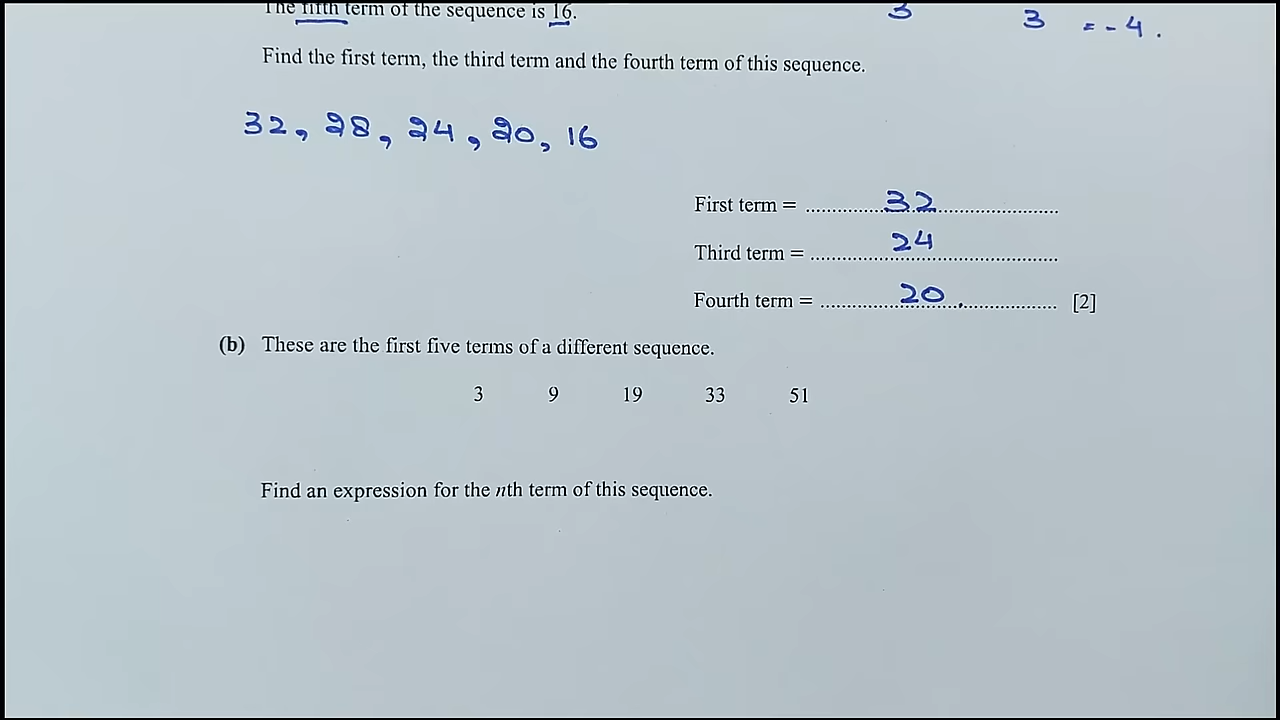 The fifth term of the sequence is 16.
3 3 = -4.
Find the first term, the third term and the fourth term of this sequence.
32, 28, 24, 20, 16
First term = 32
Third term = 24
Fourth term = 20. [2]
(b) These are the first five terms of a different sequence.
3 9 19 33 51
Find an expression for the nth term of this sequence.